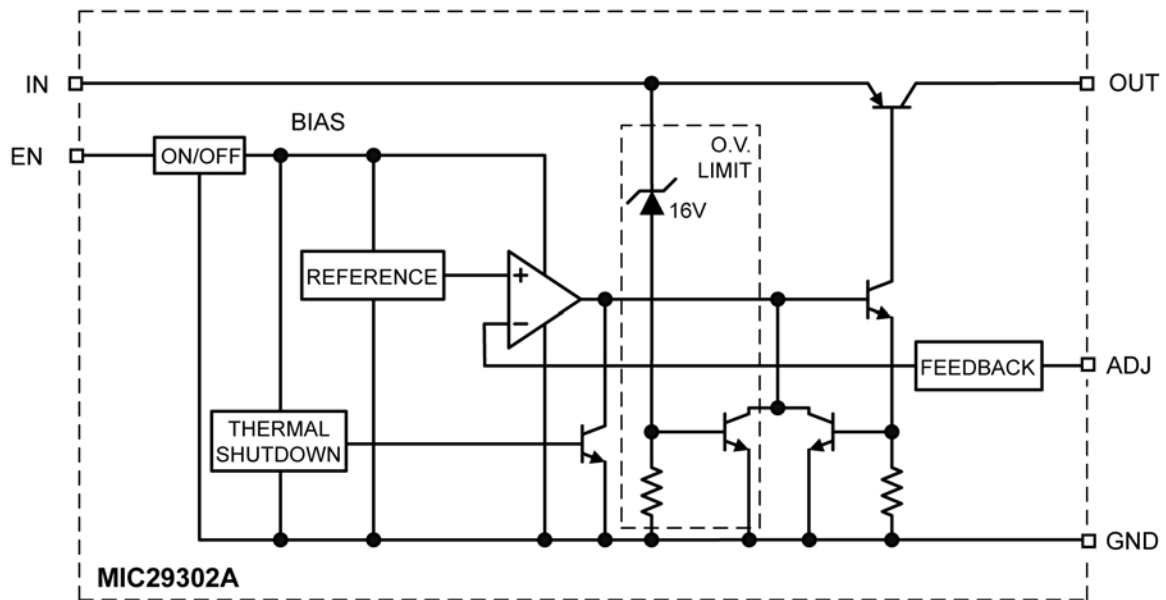 IN
OUT
BIAS
O.V.
LIMIT
EN
ON/OFF
16V
REFERENCE
+
−
FEEDBACK
ADJ
THERMAL
SHUTDOWN
GND
MIC29302A